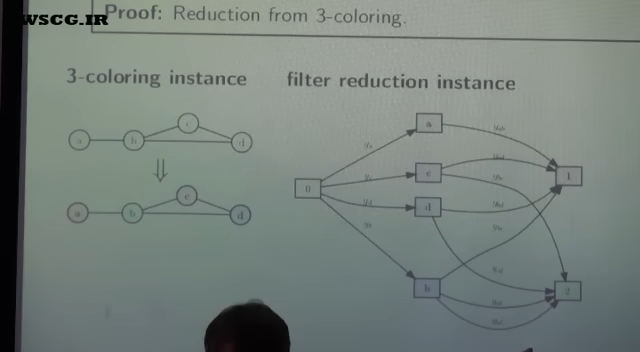 WSCG.IR
Proof: Reduction from 3-coloring.
3-coloring instance
filter reduction instance
c
a
b
d
c
a
b
d
a
c
d
b
0
1
2